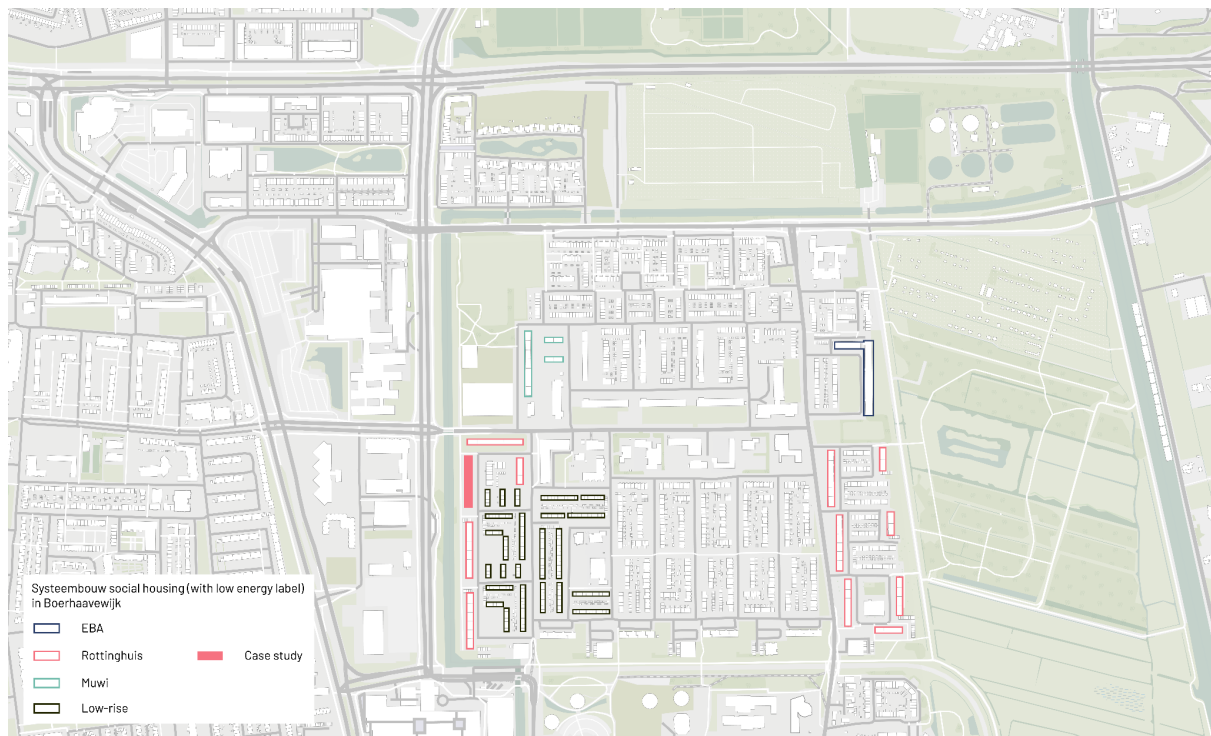 Systeembouw social housing (with low energy label)
in Boerhaavewijk
EBA
Rottinghuis
Case study
Muwi
Low-rise